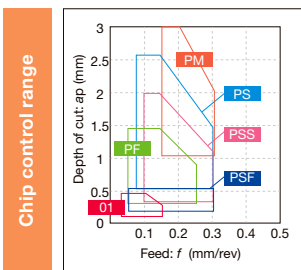 Chip control range
Depth of cut: ap (mm)
3
2.5
2
1.5
1
0.5
0
PM
PS
PSS
PF
PSF
01
0.1 0.2 0.3 0.4 0.5
Feed: f (mm/rev)